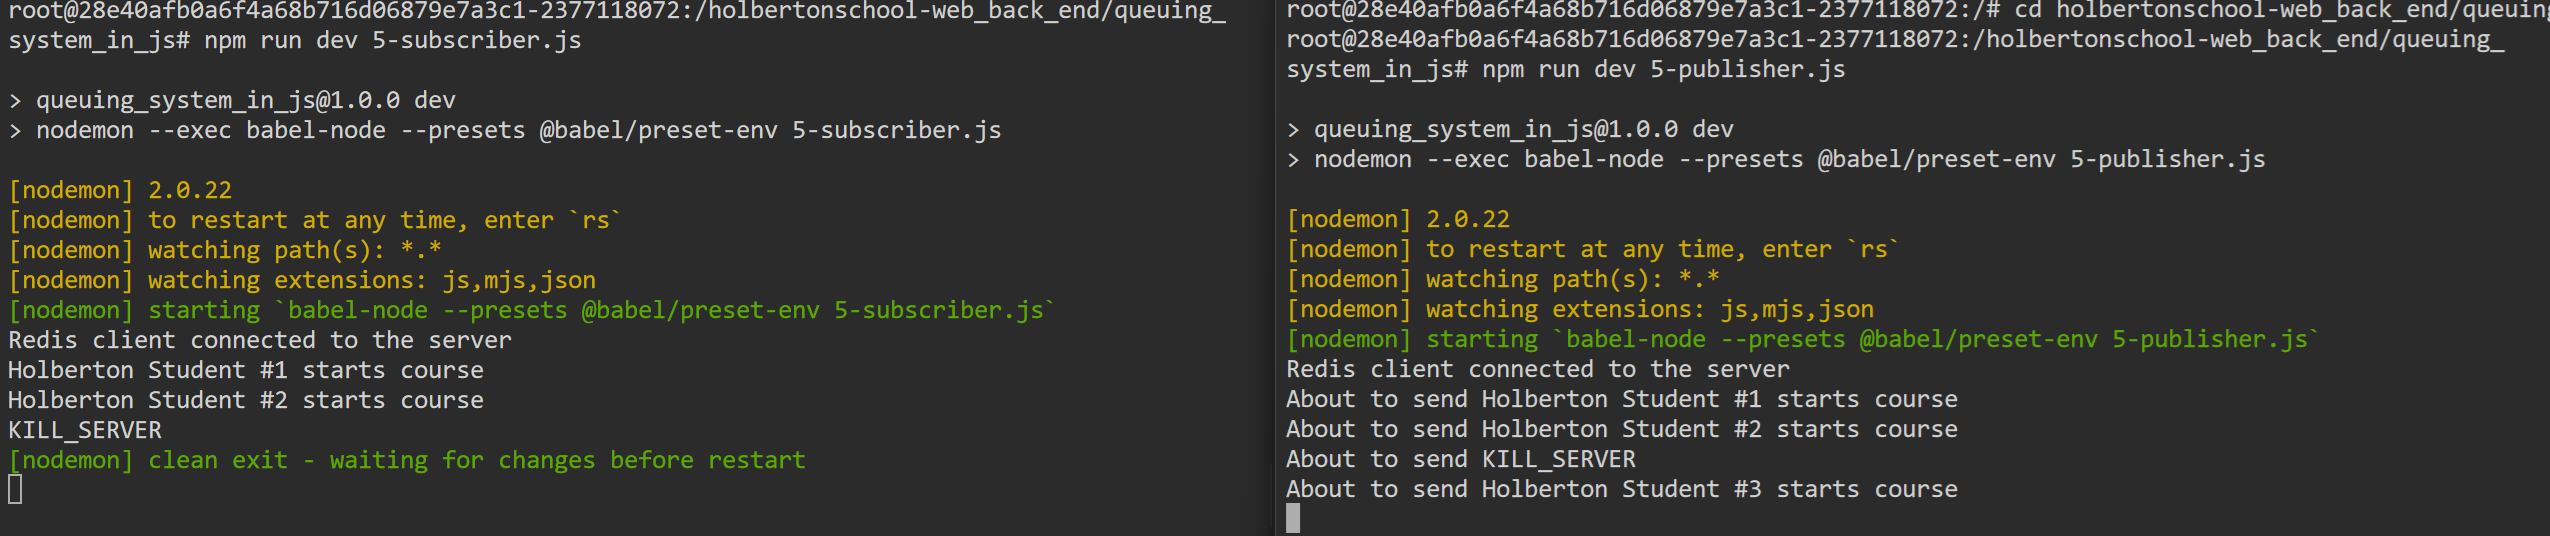 root@28e40afb0a6f4a68b716d06879e7a3c1-2377118072:/holbertonschool-web_back_end/queuing_
system_in_js# npm run dev 5-subscriber.js
> queuing_system_in_js@1.0.0 dev
> nodemon --exec babel-node --presets @babel/preset-env 5-subscriber.js
[nodemon] 2.0.22
[nodemon] to restart at any time, enter `rs`
[nodemon] watching path(s): *.*
[nodemon] watching extensions: js,mjs,json
[nodemon] starting `babel-node --presets @babel/preset-env 5-subscriber.js`
Redis client connected to the server
Holberton Student #1 starts course
Holberton Student #2 starts course
KILL_SERVER
[nodemon] clean exit - waiting for changes before restart
root@28e40afb0a6f4a68b716d06879e7a3c1-2377118072:/# cd holbertonschool-web_back_end/queuing
root@28e40afb0a6f4a68b716d06879e7a3c1-2377118072:/holbertonschool-web_back_end/queuing_
system_in_js# npm run dev 5-publisher.js
> queuing_system_in_js@1.0.0 dev
> nodemon --exec babel-node --presets @babel/preset-env 5-publisher.js
[nodemon] 2.0.22
[nodemon] to restart at any time, enter `rs`
[nodemon] watching path(s): *.*
[nodemon] watching extensions: js,mjs,json
[nodemon] starting `babel-node --presets @babel/preset-env 5-publisher.js`
Redis client connected to the server
About to send Holberton Student #1 starts course
About to send Holberton Student #2 starts course
About to send KILL_SERVER
About to send Holberton Student #3 starts course